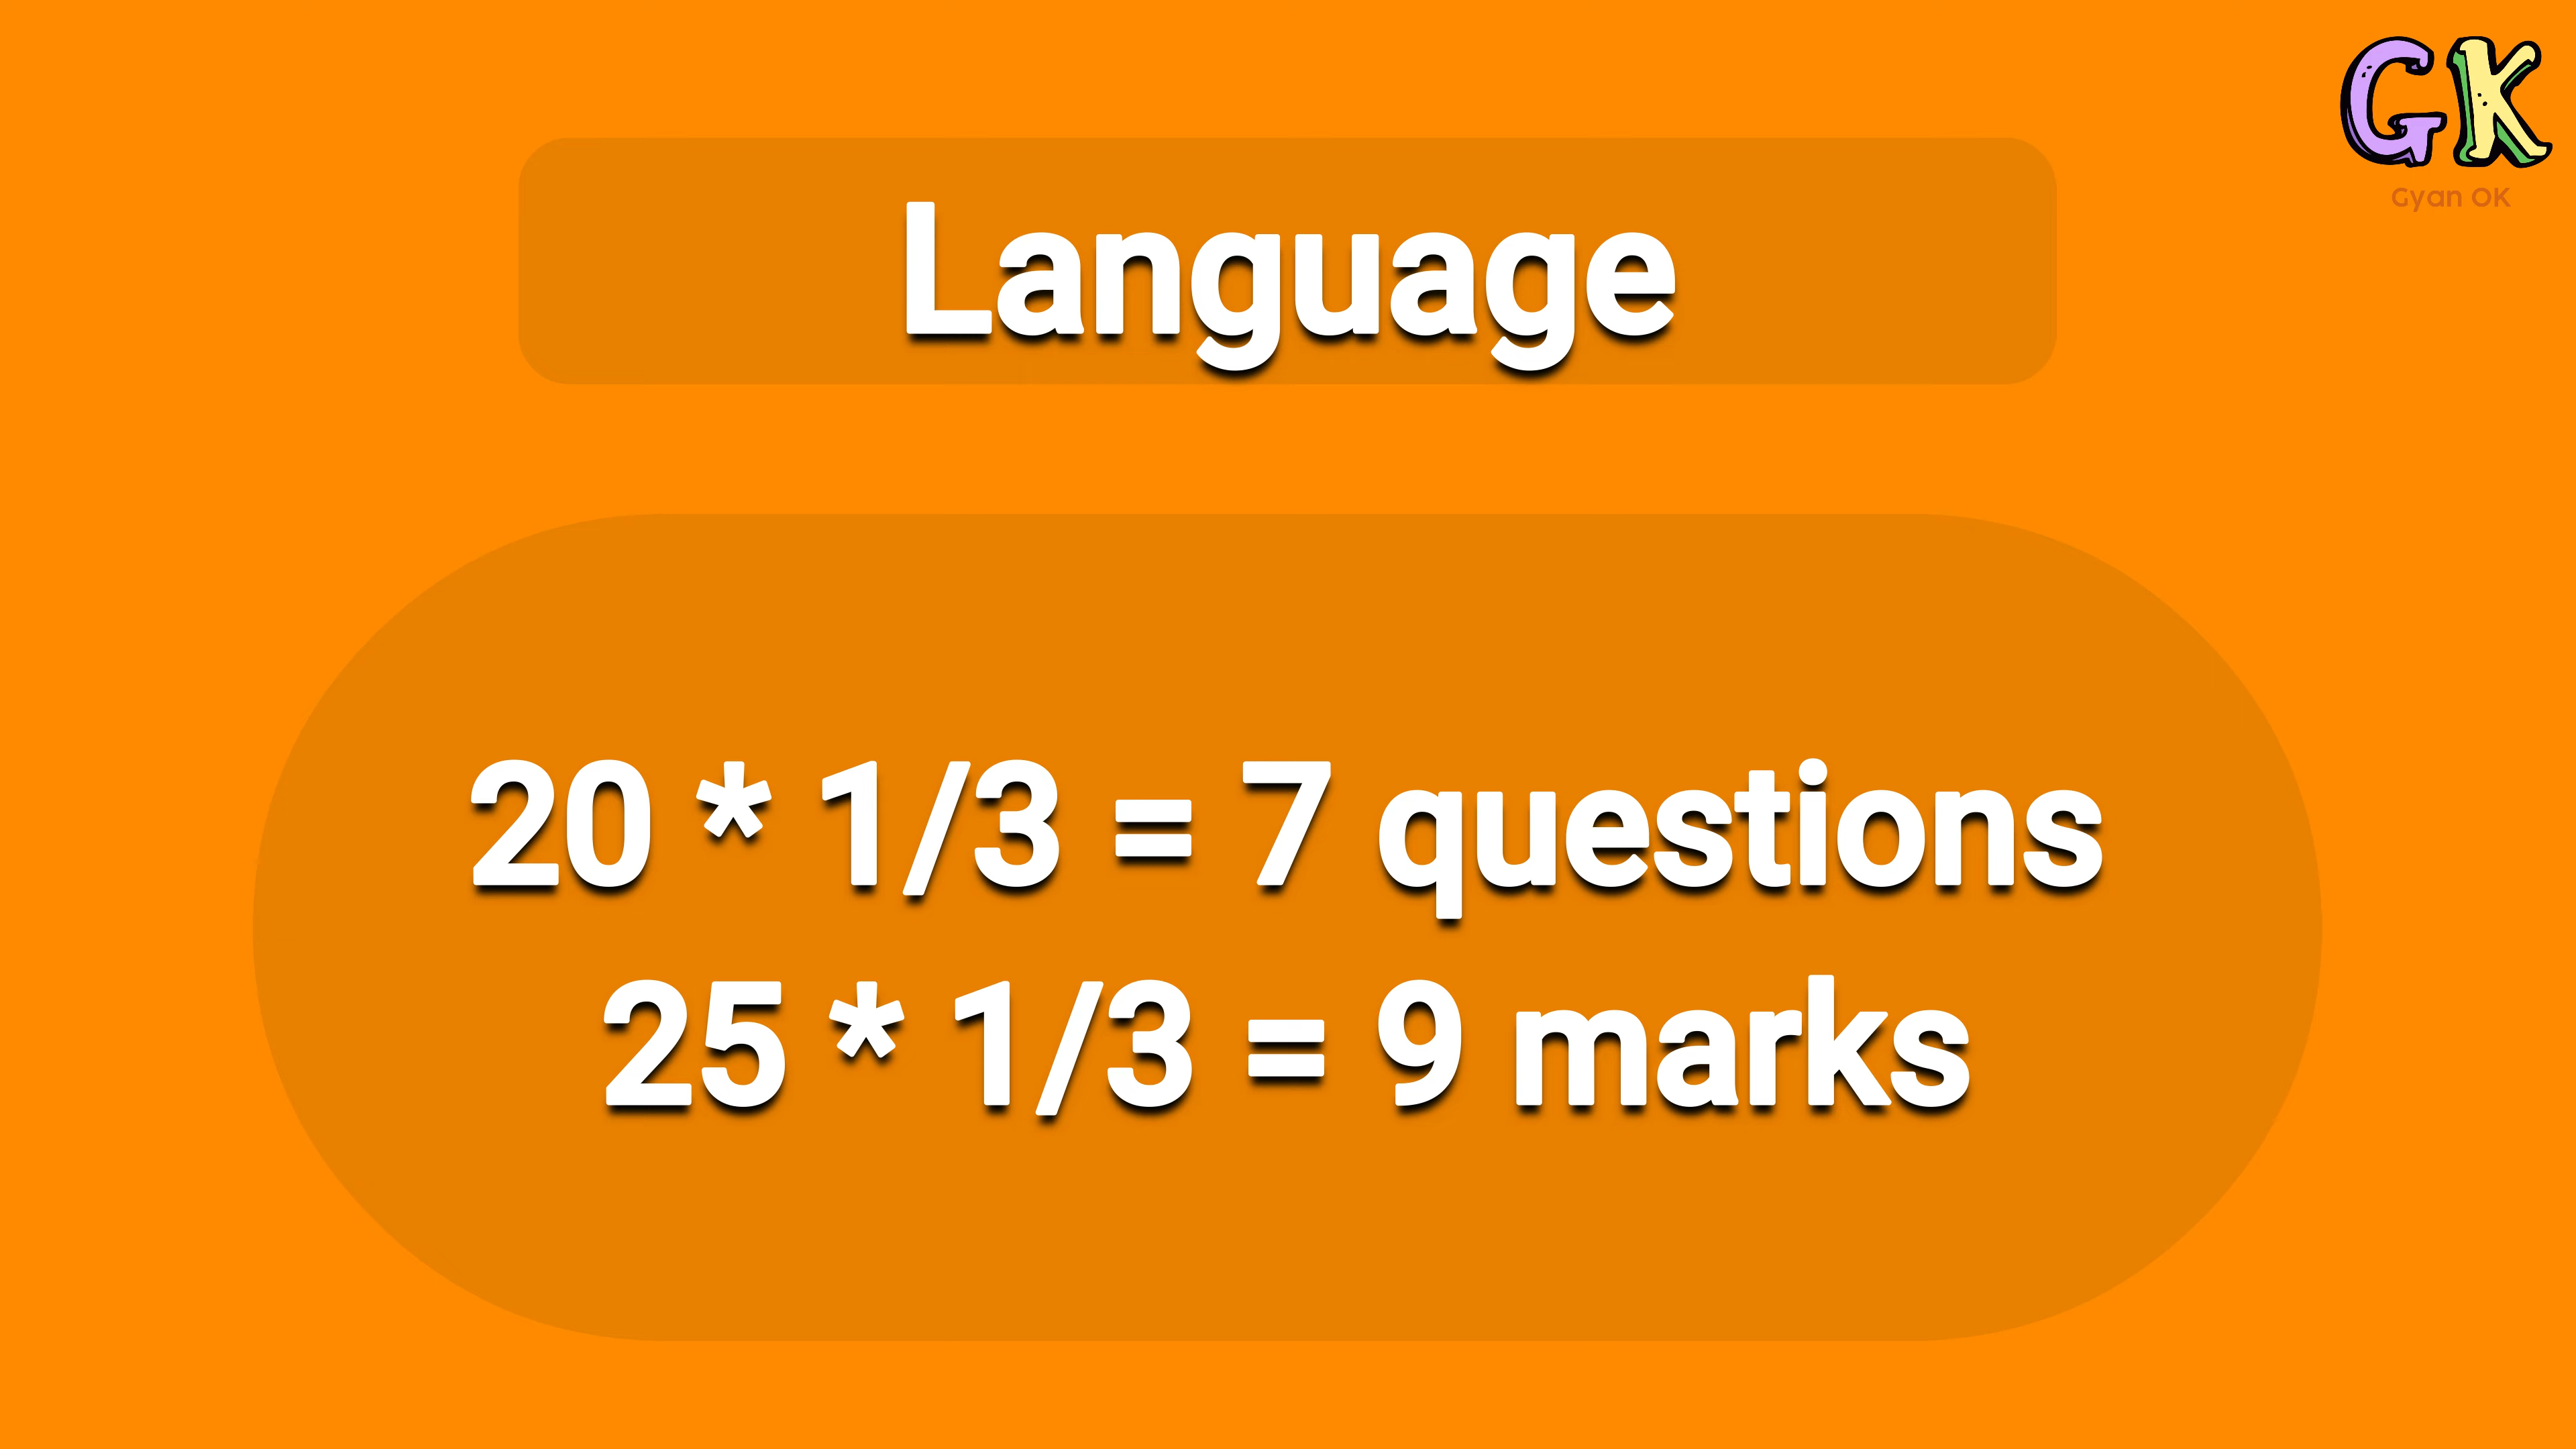 GK
Gyan OK
Language
20 * 1/3 = 7 questions
25 * 1/3 = 9 marks